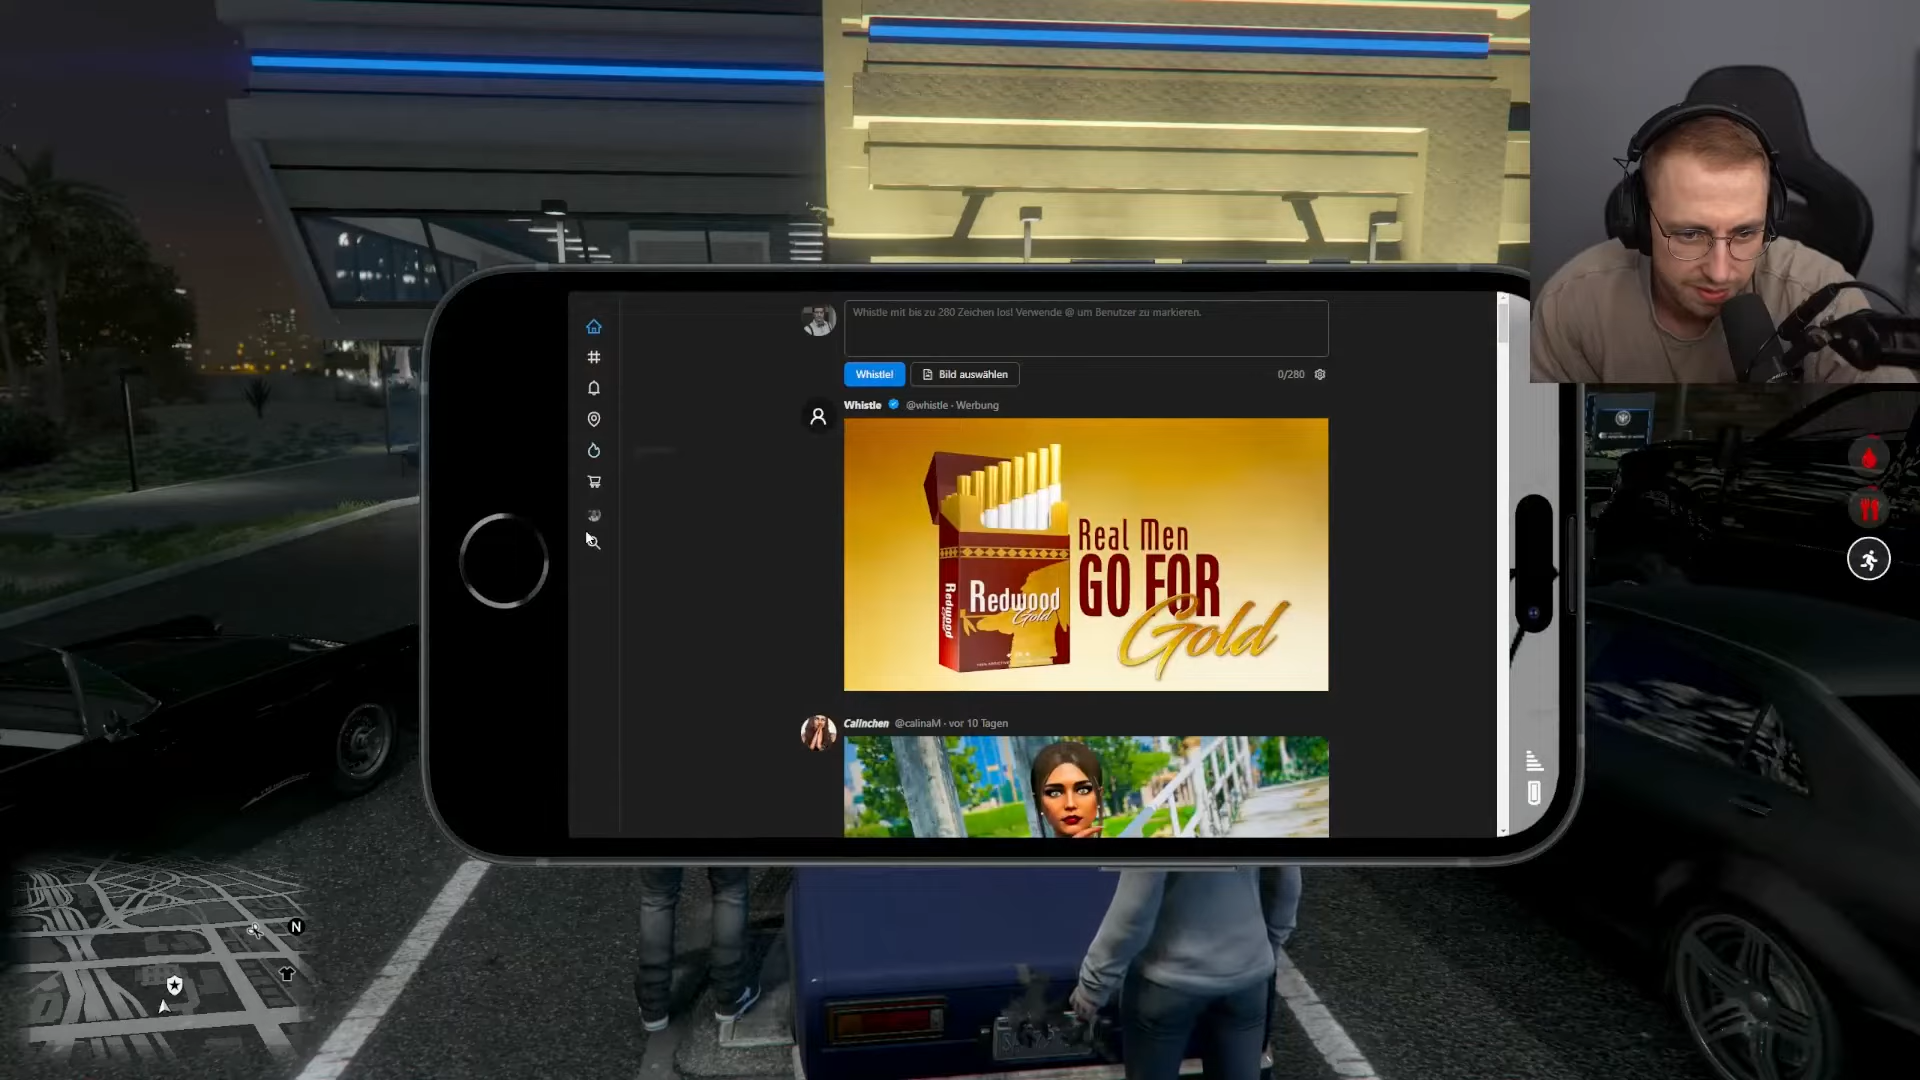 Whistle mit bis zu 280 Zeichen los! Verwende @ um Benutzer zu markieren.
Whistle!
Bild auswählen
0/280
Whistle @whistle · Werbung
Real Men
GO FOR
Gold
Redwood
Redwood
Gold
Calinchen @calinaM · vor 10 Tagen
N